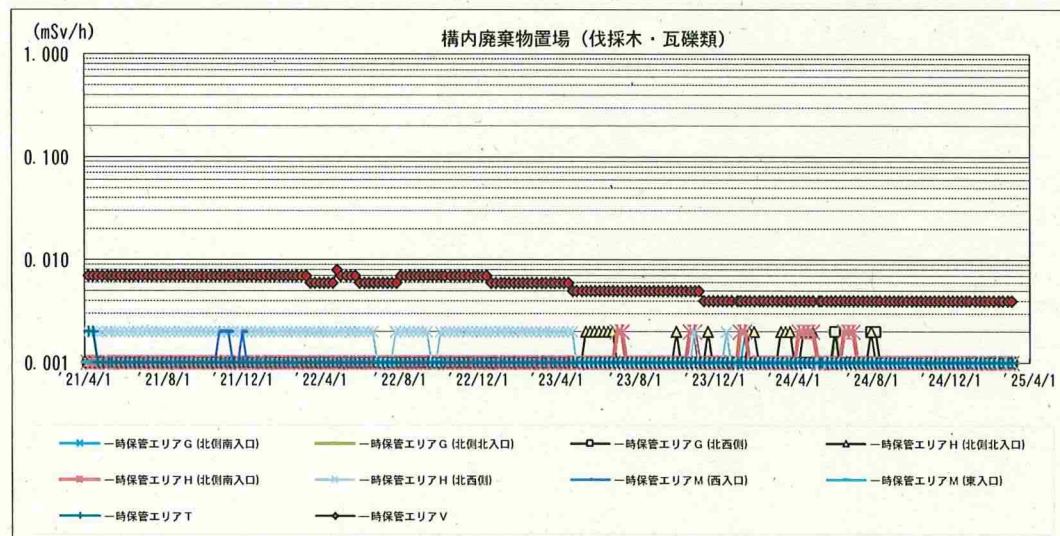 (mSv/h)
構内廃棄物置場 (伐採木・瓦礫類)
1.000
0.100
0.010
0.001
'21/4/1 '21/8/1 '21/12/1 '22/4/1 '22/8/1 '22/12/1 '23/4/1 '23/8/1 '23/12/1 '24/4/1 '24/8/1 '24/12/1 '25/4/1
一時保管エリアG (北側南入口) 一時保管エリアG (北側北入口) 一時保管エリアG (北西側) 一時保管エリアH (北側北入口)
一時保管エリアH (北側南入口) 一時保管エリアH (北西側) 一時保管エリアM (西入口) 一時保管エリアM (東入口)
一時保管エリアT 一時保管エリアV